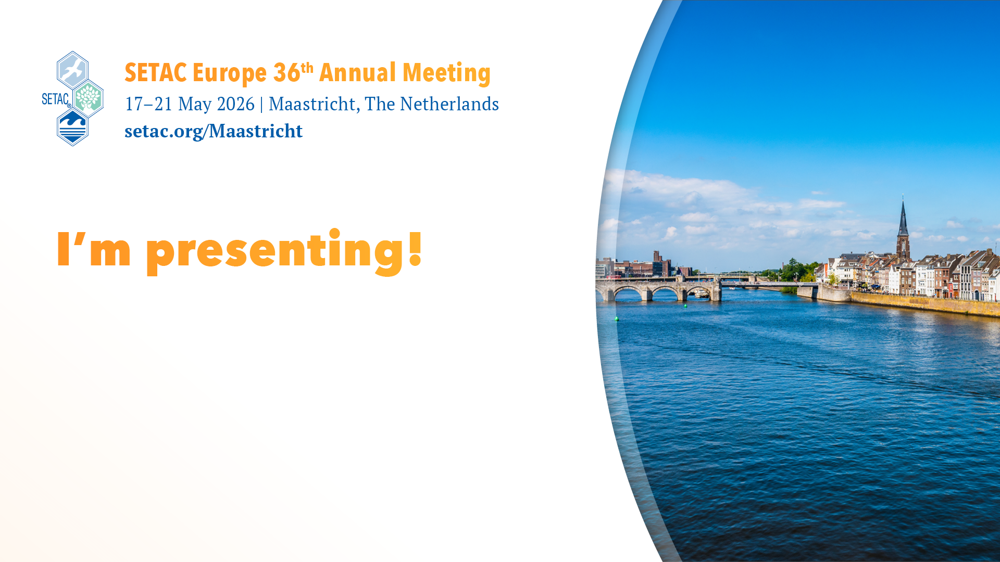 SETAC®
SETAC Europe 36th Annual Meeting
17–21 May 2026 | Maastricht, The Netherlands
setac.org/Maastricht
I’m presenting!